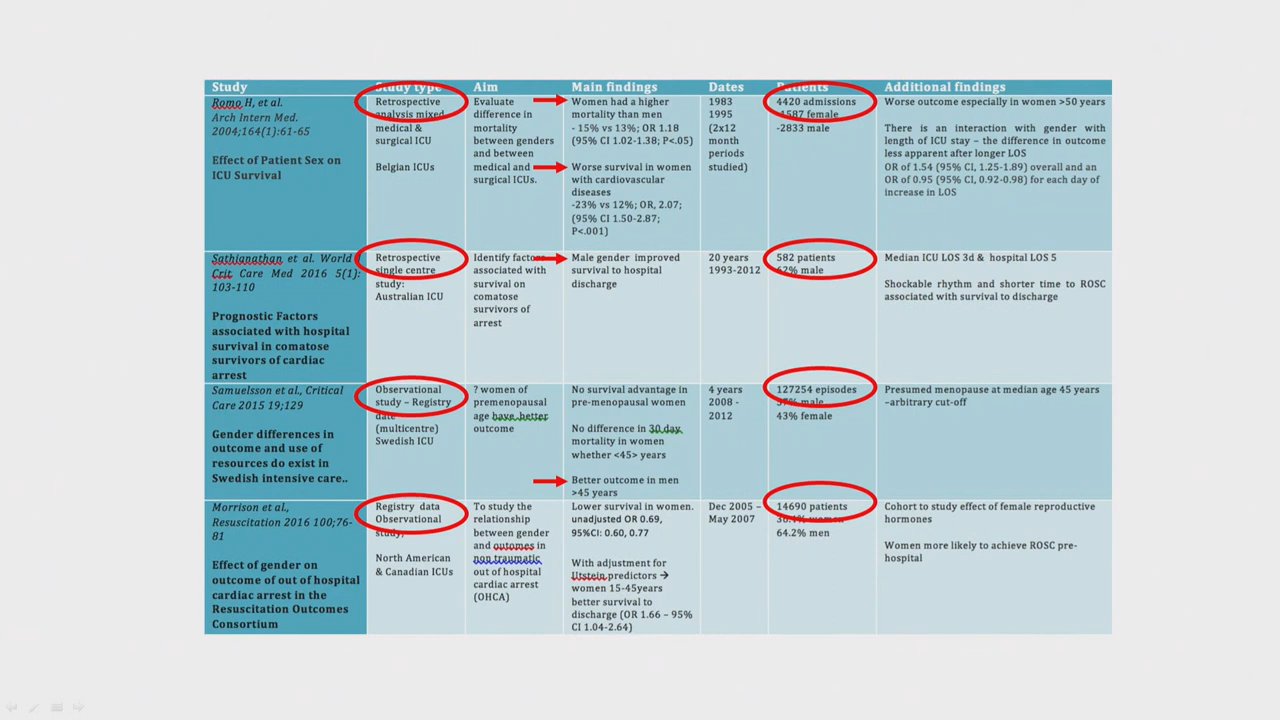 Study
Study type
Aim
Main findings
Dates
Patients
Additional findings
Romo H, et al.
Arch Intern Med.
2004;164(1):61-65
Effect of Patient Sex on
ICU Survival
Retrospective
analysis mixed
medical &
surgical ICU
Belgian ICUs
Evaluate
difference in
mortality
between genders
and between
medical and
surgical ICUs.
Women had a higher
mortality than men
- 15% vs 13%; OR 1.18
(95% CI 1.02-1.38; P<.05)
Worse survival in women
with cardiovascular
diseases
-23% vs 12%; OR, 2.07;
(95% CI 1.50-2.87;
P<.001)
1983
1995
(2x12
month
periods
studied)
4420 admissions
-1587 female
-2833 male
Worse outcome especially in women >50 years
There is an interaction with gender with
length of ICU stay – the difference in outcome
less apparent after longer LOS
OR of 1.54 (95% CI, 1.25-1.89) overall and an
OR of 0.95 (95% CI, 0.92-0.98) for each day of
increase in LOS
Sathianathan et al. World J
Crit Care Med 2016 5(1):
103-110
Prognostic Factors
associated with hospital
survival in comatose
survivors of cardiac
arrest
Retrospective
single centre
study:
Australian ICU
Identify factors
associated with
survival on
comatose
survivors of
arrest
Male gender improved
survival to hospital
discharge
20 years
1993-2012
582 patients
62% male
Median ICU LOS 3d & hospital LOS 5
Shockable rhythm and shorter time to ROSC
associated with survival to discharge
Samuelsson et al., Critical
Care 2015 19;129
Gender differences in
outcome and use of
resources do exist in
Swedish intensive care..
Observational
study – Registry
date
(multicentre)
Swedish ICU
? women of
premenopausal
age have better
outcome
No survival advantage in
pre-menopausal women
No difference in 30 day
mortality in women
whether <45> years
Better outcome in men
>45 years
4 years
2008 -
2012
127254 episodes
57% male
43% female
Presumed menopause at median age 45 years
–arbitrary cut-off
Morrison et al.,
Resuscitation 2016 100;76-
81
Effect of gender on
outcome of out of hospital
cardiac arrest in the
Resuscitation Outcomes
Consortium
Registry data
Observational
study;
North American
& Canadian ICUs
To study the
relationship
between gender
and outomes in
non traumatic
out of hospital
cardiac arrest
(OHCA)
Lower survival in women.
unadjusted OR 0.69,
95%CI: 0.60, 0.77
With adjustment for
Utstein predictors →
women 15-45years
better survival to
discharge (OR 1.66 – 95%
CI 1.04-2.64)
Dec 2005 –
May 2007
14690 patients
women
64.2% men
Cohort to study effect of female reproductive
hormones
Women more likely to achieve ROSC pre-
hospital